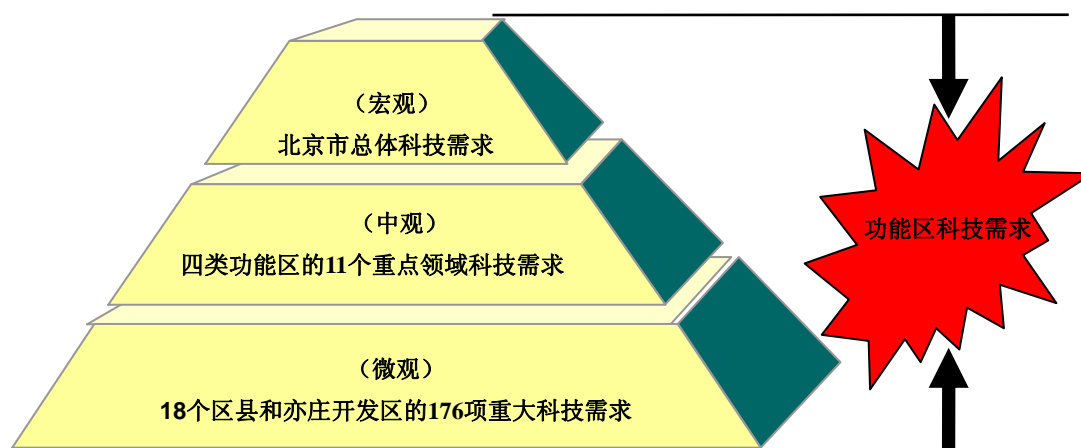 （宏观）
北京市总体科技需求
（中观）
四类功能区的11个重点领域科技需求
功能区科技需求
（微观）
18个区县和亦庄开发区的176项重大科技需求